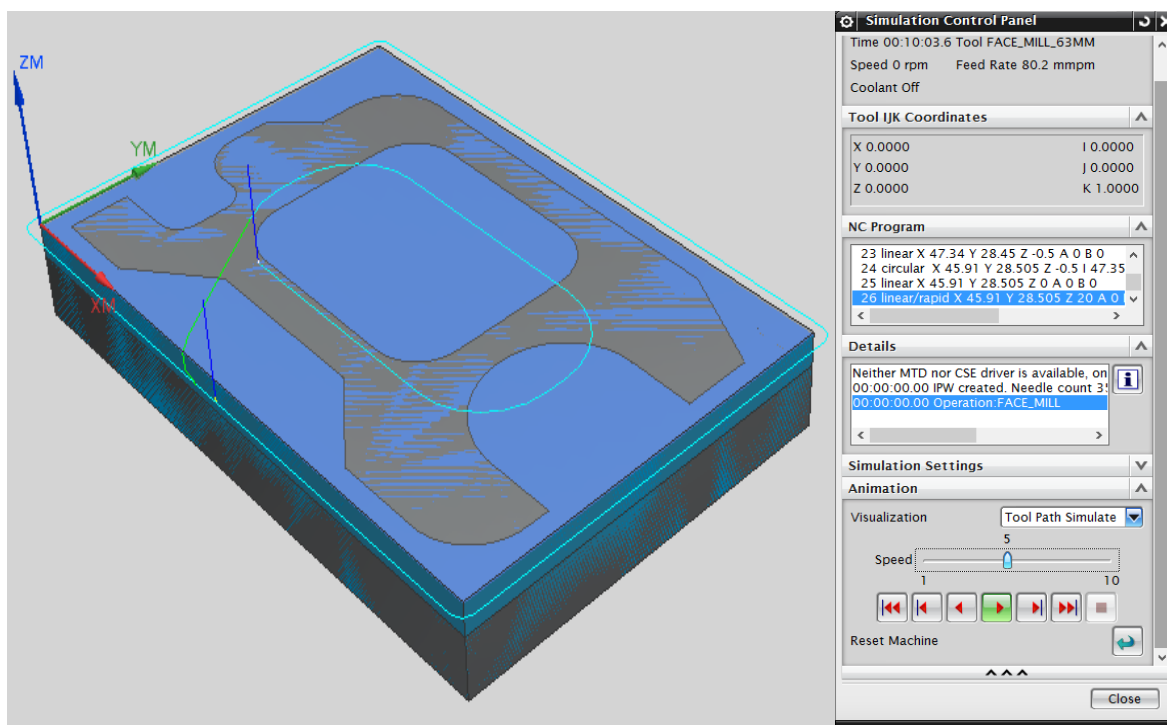 ZM
YM
XM
Simulation Control Panel
Time 00:10:03.6 Tool FACE_MILL_63MM
Speed 0 rpm Feed Rate 80.2 mmpm
Coolant Off
Tool IJK Coordinates
X 0.0000 I 0.0000
Y 0.0000 J 0.0000
Z 0.0000 K 1.0000
NC Program
23 linear X 47.34 Y 28.45 Z -0.5 A 0 B 0
24 circular X 45.91 Y 28.505 Z -0.5 I 47.35
25 linear X 45.91 Y 28.505 Z 0 A 0 B 0
26 linear/rapid X 45.91 Y 28.505 Z 20 A 0
Details
Neither MTD nor CSE driver is available, on
00:00:00.00 IPW created. Needle count 3
00:00:00.00 Operation:FACE_MILL
Simulation Settings
Animation
Visualization Tool Path Simulate
5
Speed
1 10
Reset Machine
Close